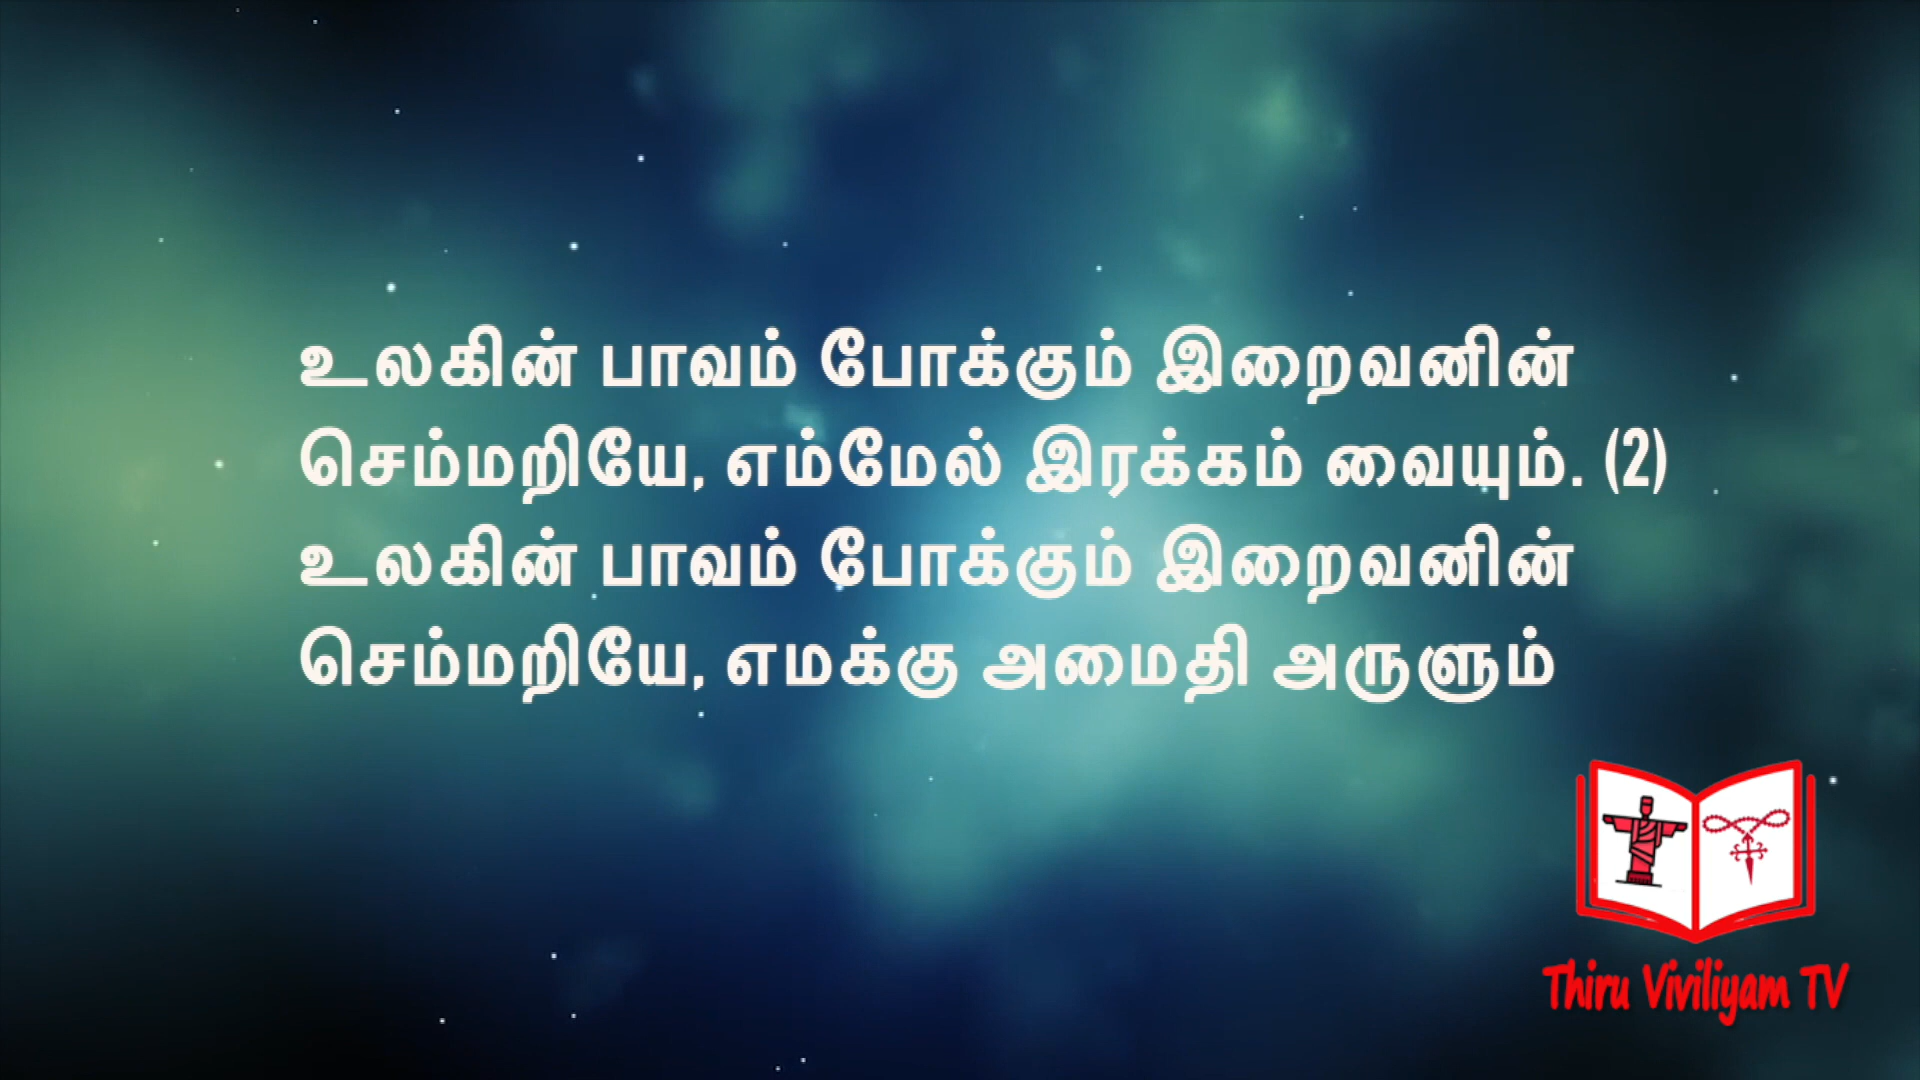 உலகின் பாவம் போக்கும் இறைவனின்
செம்மறியே, எம்மேல் இரக்கம் வையும். (2)
உலகின் பாவம் போக்கும் இறைவனின்
செம்மறியே, எமக்கு அமைதி அருளும்
Thiru Viviliyam TV